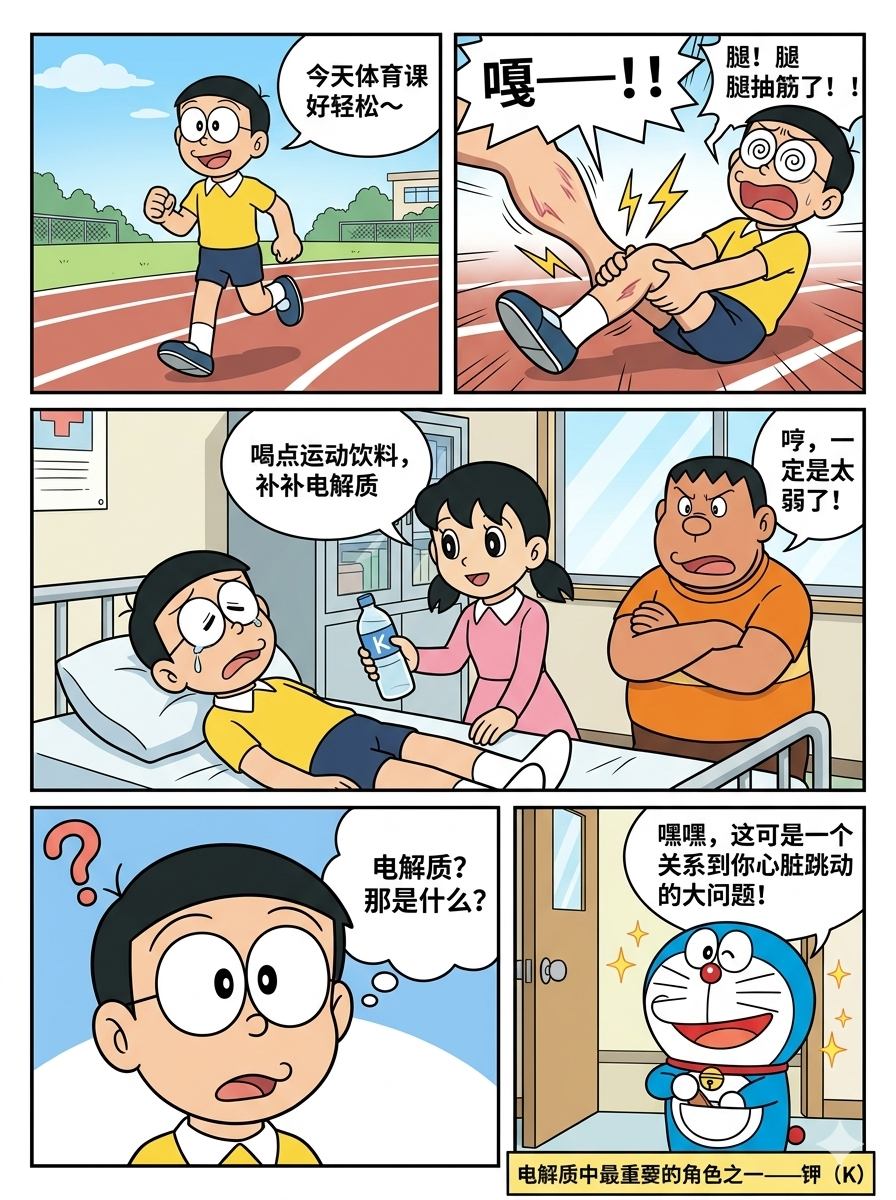 今天体育课
好轻松～
嘎——！！
腿！腿
腿抽筋了！！
喝点运动饮料，
补补电解质
K
哼，一
定是太
弱了！
电解质？
那是什么？
嘿嘿，这可是一个
关系到你心脏跳动
的大问题！
电解质中最重要的角色之一——钾（K）